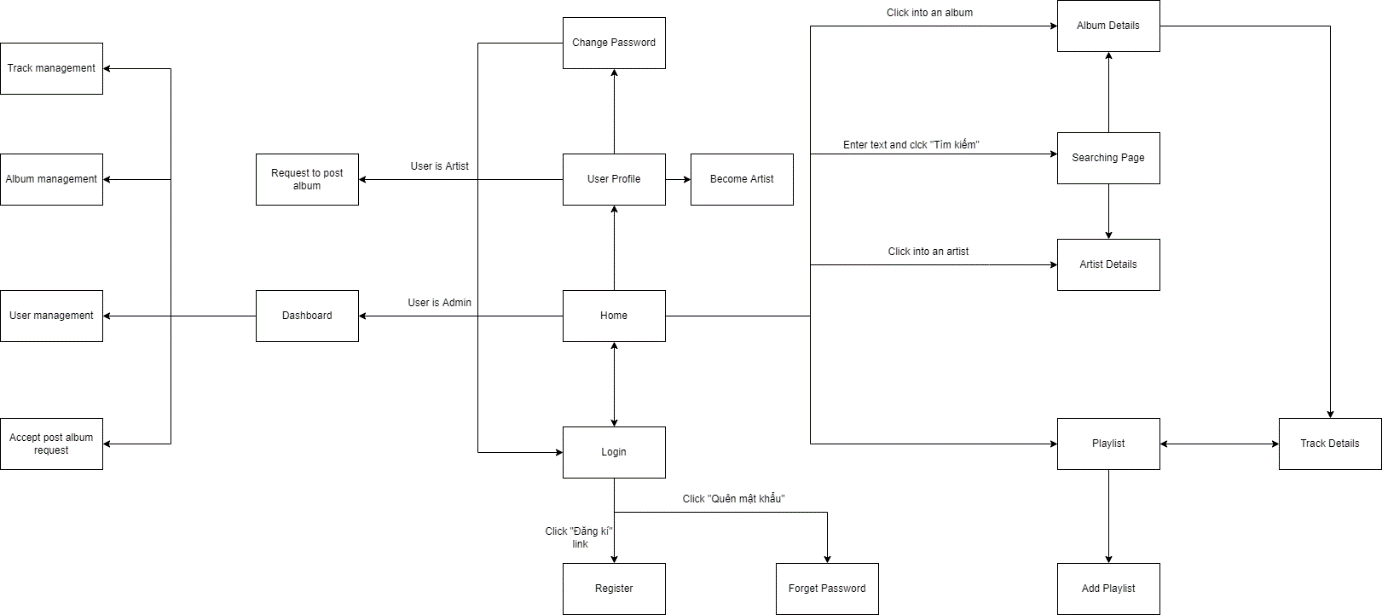 Click into an album
Album Details
Change Password
Track management
Enter text and clck "Tìm kiếm"
Searching Page
User is Artist
Request to post
album
User Profile
Become Artist
Album management
Click into an artist
Artist Details
User is Admin
User management
Dashboard
Home
Accept post album
request
Login
Playlist
Track Details
Click "Quên mật khẩu"
Click "Đăng kí"
link
Register
Forget Password
Add Playlist